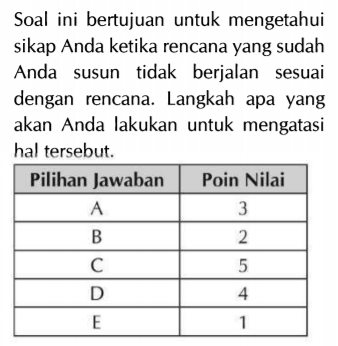 Soal ini bertujuan untuk mengetahui
sikap Anda ketika rencana yang sudah
Anda susun tidak berjalan sesuai
dengan rencana. Langkah apa yang
akan Anda lakukan untuk mengatasi
hal tersebut.
Pilihan Jawaban Poin Nilai
A 3
B 2
C 5
D 4
E 1